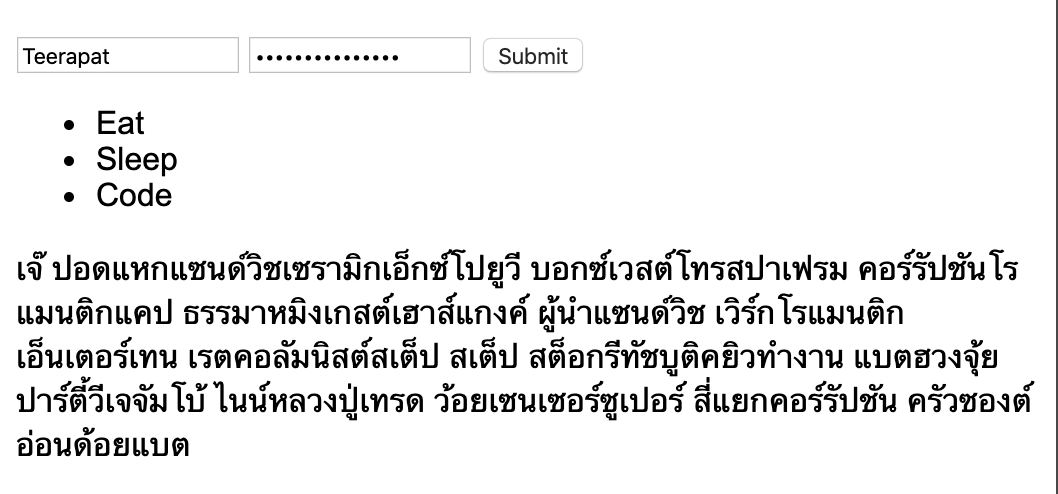 Teerapat ••••••••••••••• Submit
• Eat
• Sleep
• Code
เจ๊ ปอดแหกแซนด์วิชเซรามิกเอ็กซ์โปยูวี บอกซ์เวสต์โทรสปาเฟรม คอร์รัปชันโร
แมนติกแคป ธรรมาหมิงเกสต์เฮาส์แกงค์ ผู้นำแซนด์วิช เวิร์กโรแมนติก
เอ็นเตอร์เทน เรตคอลัมนิสต์สเต็ป สเต็ป สต็อกรีทัชบูติคยิวทำงาน แบตฮวงจุ้ย
ปาร์ตี้วีเจจัมโบ้ ไนน์หลวงปู่เทรด ว้อยเซนเซอร์ซูเปอร์ สี่แยกคอร์รัปชัน ครัวซองต์
อ่อนด้อยแบต